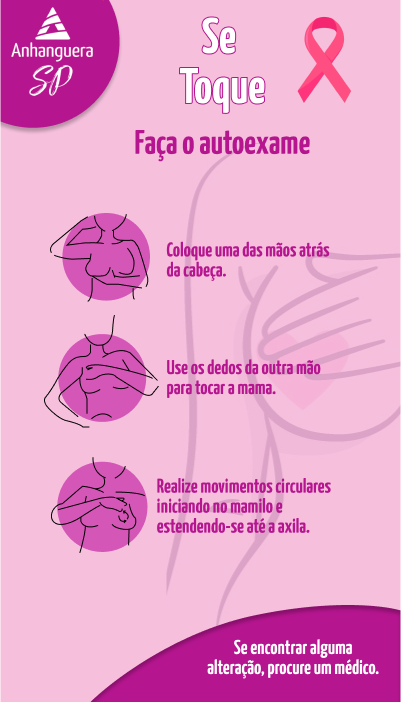 Anhanguera
SP
Se
Toque
Faça o autoexame
Coloque uma das mãos atrás
da cabeça.
Use os dedos da outra mão
para tocar a mama.
Realize movimentos circulares
iniciando no mamilo e
estendendo-se até a axila.
Se encontrar alguma
alteração, procure um médico.